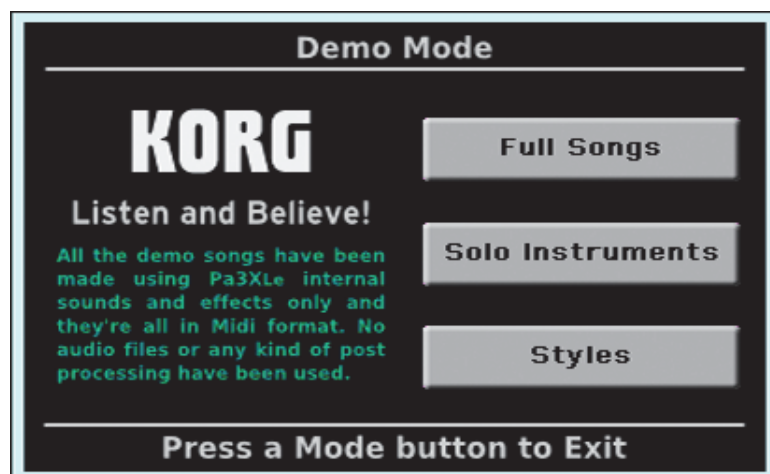 Demo Mode
KORG
Listen and Believe!
All the demo songs have been
made using Pa3XLe internal
sounds and effects only and
they're all in Midi format. No
audio files or any kind of post
processing have been used.
Full Songs
Solo Instruments
Styles
Press a Mode button to Exit